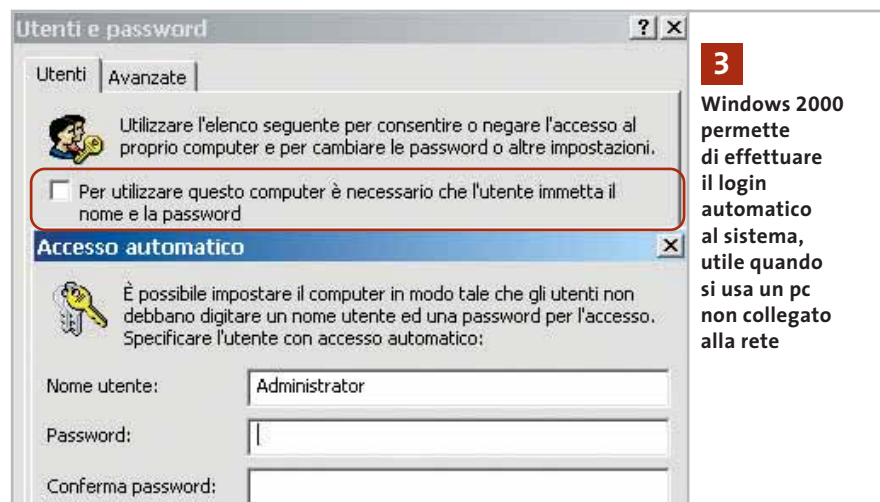 Utenti e password
Utenti
Avanzate
Utilizzare l'elenco seguente per consentire o negare l'accesso al
proprio computer e per cambiare le password o altre impostazioni.
Per utilizzare questo computer è necessario che l'utente immetta il
nome e la password
Accesso automatico
È possibile impostare il computer in modo tale che gli utenti non
debbano digitare un nome utente ed una password per l'accesso.
Specificare l'utente con accesso automatico:
Nome utente:
Administrator
Password:
Conferma password:
3
Windows 2000
permette
di effettuare
il login
automatico
al sistema,
utile quando
si usa un pc
non collegato
alla rete